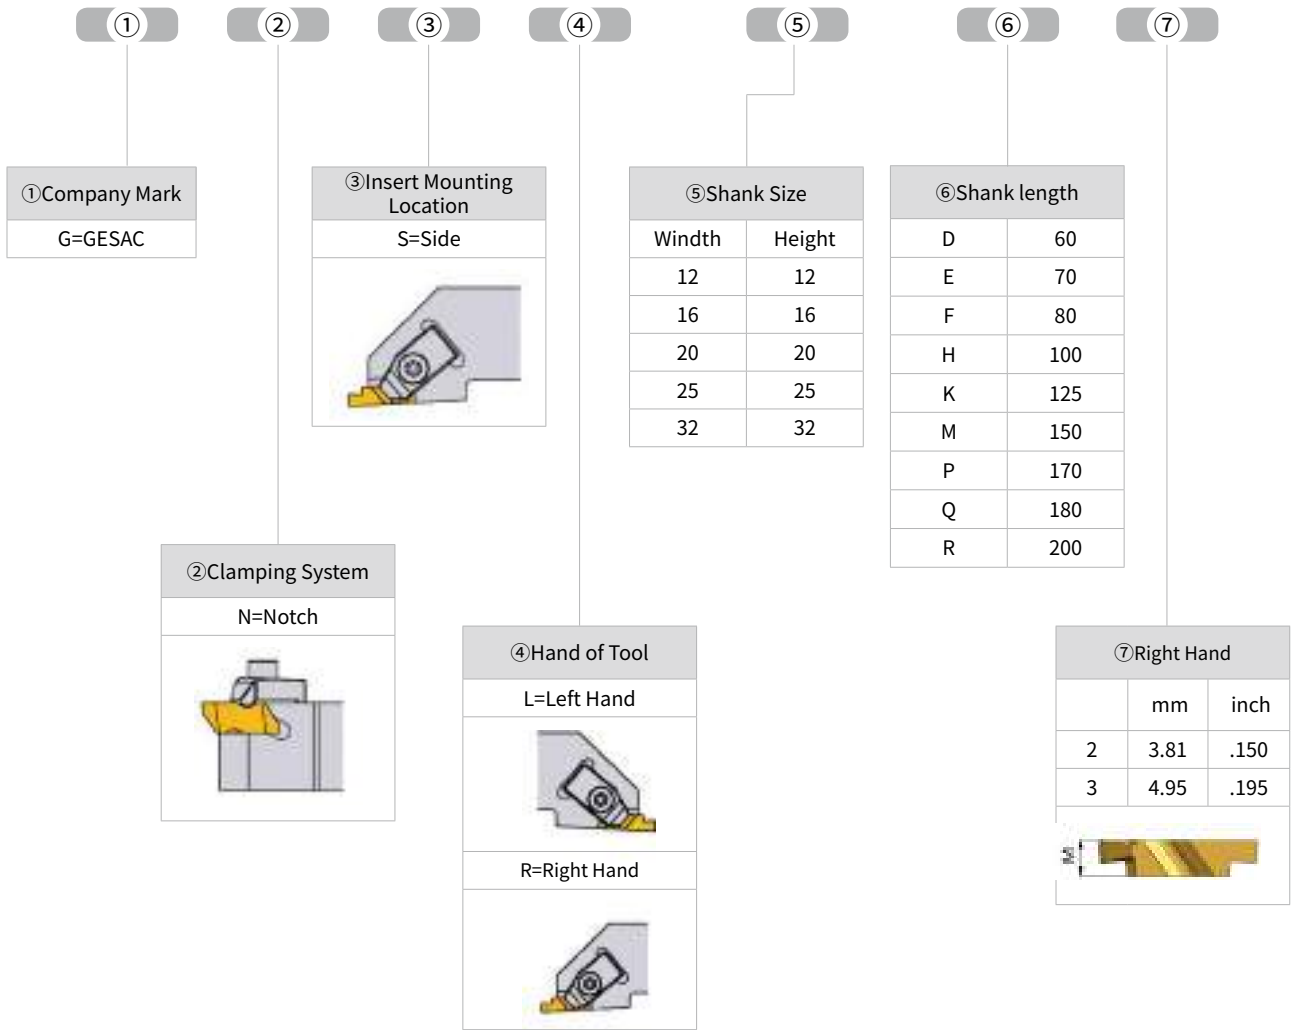 ① ② ③ ④ ⑤ ⑥ ⑦
①Company Mark
G=GESAC
③Insert Mounting
Location
S=Side
⑤Shank Size
Windth Height
12 12
16 16
20 20
25 25
32 32
⑥Shank length
D 60
E 70
F 80
H 100
K 125
M 150
P 170
Q 180
R 200
②Clamping System
N=Notch
④Hand of Tool
L=Left Hand
R=Right Hand
⑦Right Hand
mm inch
2 3.81 .150
3 4.95 .195